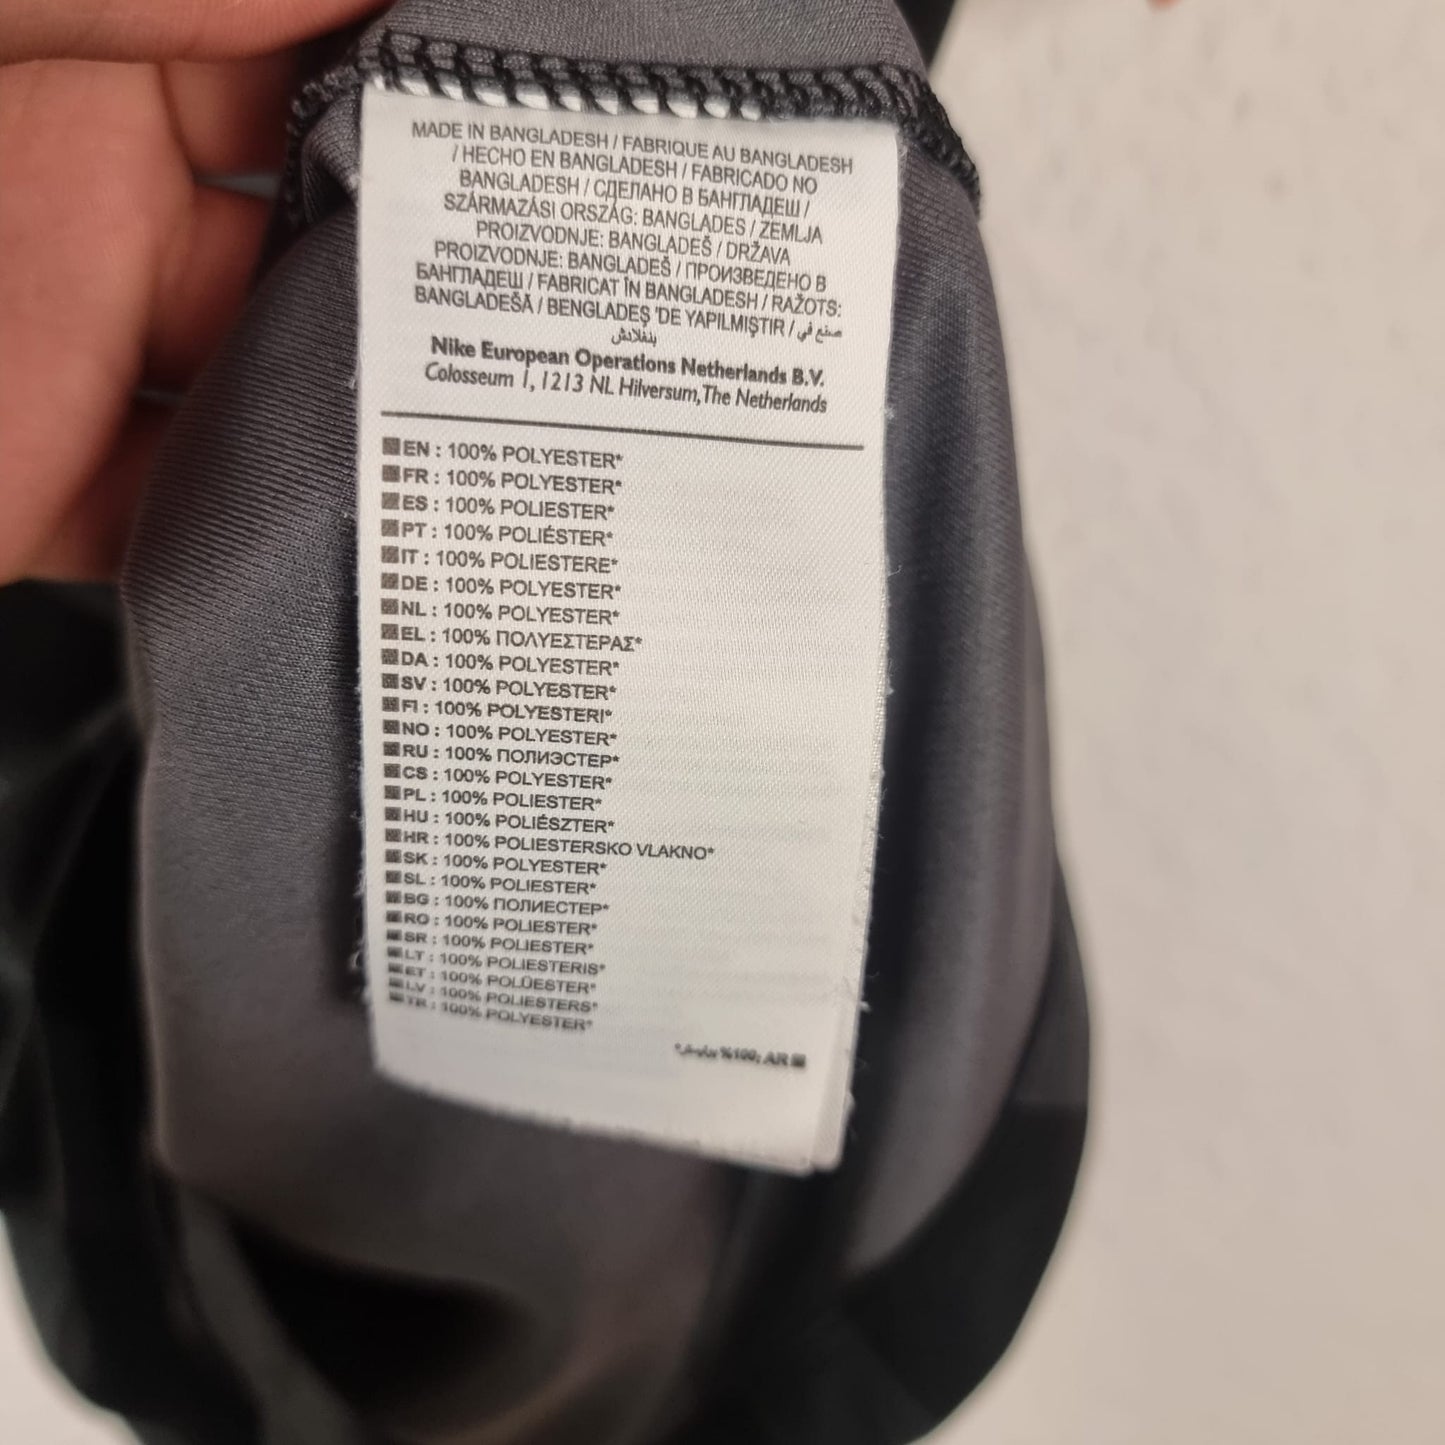 MADE IN BANGLADESH / FABRIQUE AU BANGLADESH
/ HECHO EN BANGLADESH / FABRICADO NO
BANGLADESH / СДЕЛАНО В БАНГЛАДЕШ /
SZÁRMAZÁSI ORSZÁG: BANGLADES / ZEMLJA
PROIZVODNJE: BANGLADEŠ / DRŽAVA
PROIZVODNJE: BANGLADEŠ / ПРОИЗВЕДЕНО В
БАНГЛАДЕШ / FABRICAT ÎN BANGLADESH / RAŽOTS:
BANGLADEŠĀ / BENGLADEŞ 'DE YAPILMIŞTIR / صنع في
بنغلادش
Nike European Operations Netherlands B.V.
Colosseum 1, 1213 NL Hilversum, The Netherlands
EN : 100% POLYESTER*
FR : 100% POLYESTER*
ES : 100% POLIESTER*
PT : 100% POLIÉSTER*
IT : 100% POLIESTERE*
DE : 100% POLYESTER*
NL : 100% POLYESTER*
EL : 100% ΠΟΛΥΕΣΤΕΡΑΣ*
DA : 100% POLYESTER*
SV : 100% POLYESTER*
FI : 100% POLYESTERI*
NO : 100% POLYESTER*
RU : 100% ПОЛИЭСТЕР*
CS : 100% POLYESTER*
PL : 100% POLIESTER*
HU : 100% POLIÉSZTER*
HR : 100% POLIESTERSKO VLAKNO*
SK : 100% POLYESTER*
SL : 100% POLIESTER*
BG : 100% ПОЛИЕСТЕР*
RO : 100% POLIESTER*
SR : 100% POLIESTER*
LT : 100% POLIESTERIS*
ET : 100% POLÜESTER*
LV : 100% POLIESTERS*
TR : 100% POLYESTER*
%100: AR